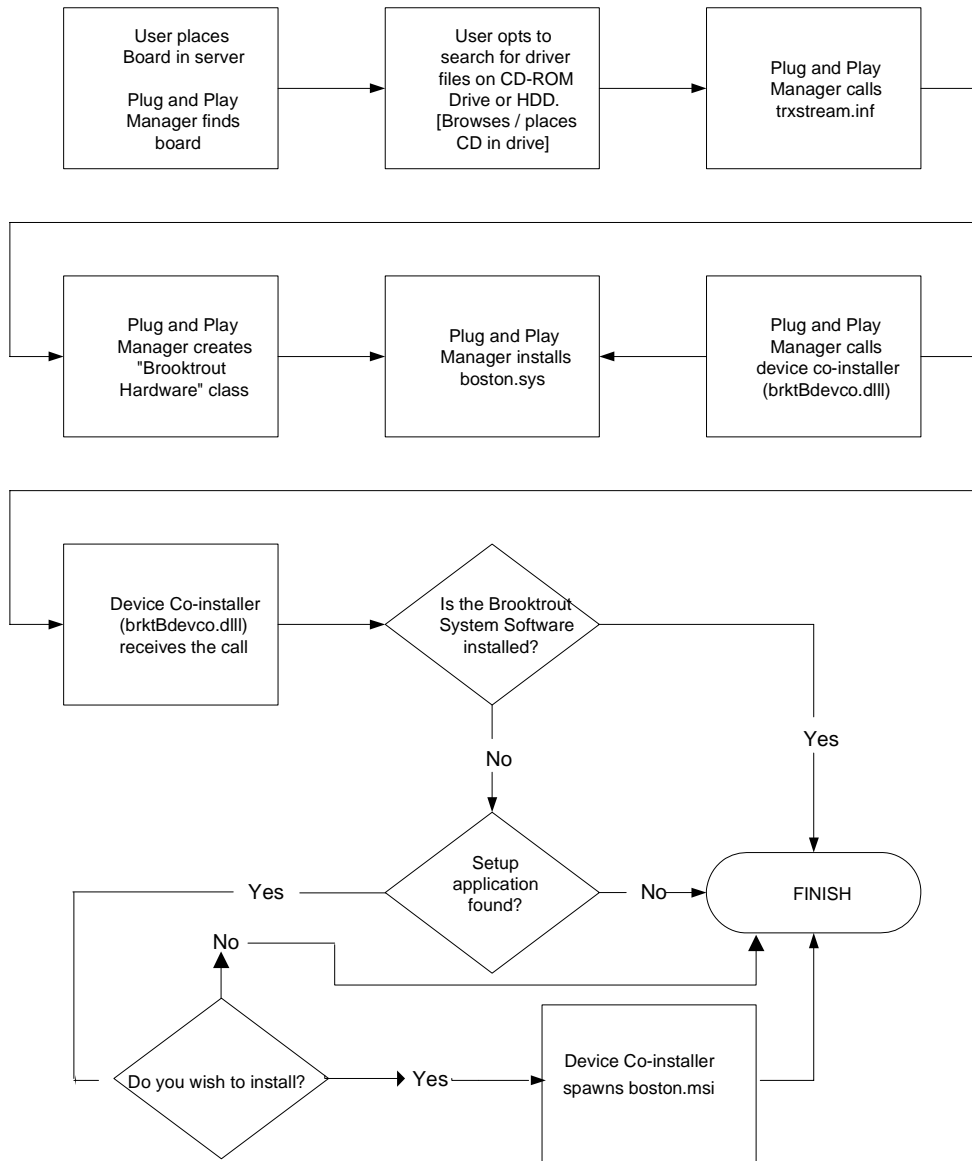 User places
Board in server
Plug and Play
Manager finds
board
User opts to
search for driver
files on CD-ROM
Drive or HDD.
[Browses / places
CD in drive]
Plug and Play
Manager calls
trxstream.inf
Plug and Play
Manager creates
"Brooktrout
Hardware" class
Plug and Play
Manager installs
boston.sys
Plug and Play
Manager calls
device co-installer
(brktBdevco.dlll)
Device Co-installer
(brktBdevco.dlll)
receives the call
Is the Brooktrout
System Software
installed?
Yes
No
Setup
application
found?
Yes
No
FINISH
No
Do you wish to install?
Yes
Device Co-installer
spawns boston.msi